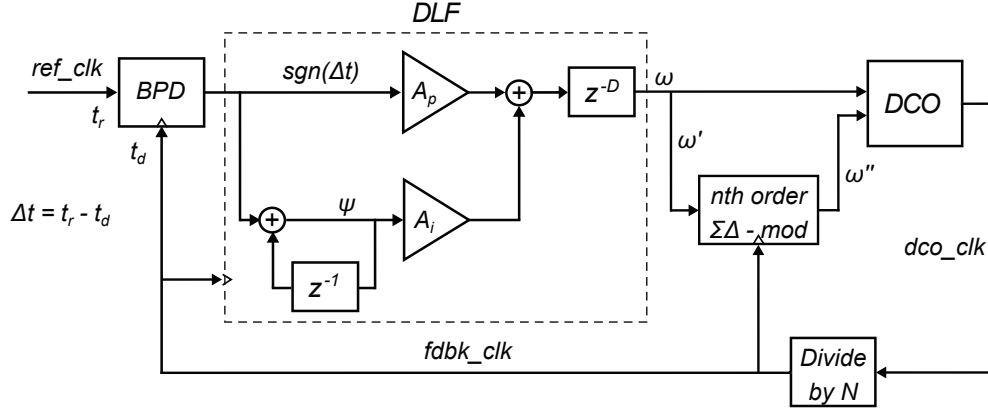 DLF
ref_clk
BPD
sgn(Δt)
A_p
z^-D
ω
DCO
t_r
t_d
ω'
ω"
Δt = t_r - t_d
ψ
A_i
nth order
ΣΔ - mod
z^-1
dco_clk
fdbk_clk
Divide
by N